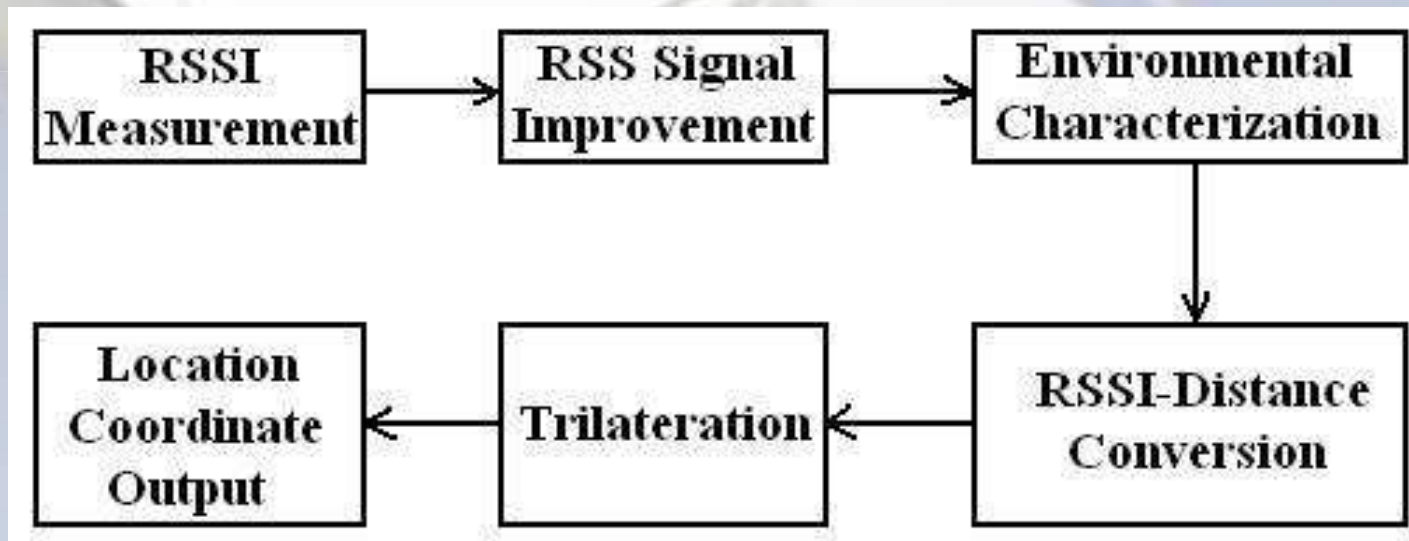 RSSI
Measurement
RSS Signal
Improvement
Environmental
Characterization
RSSI-Distance
Conversion
Trilateration
Location
Coordinate
Output